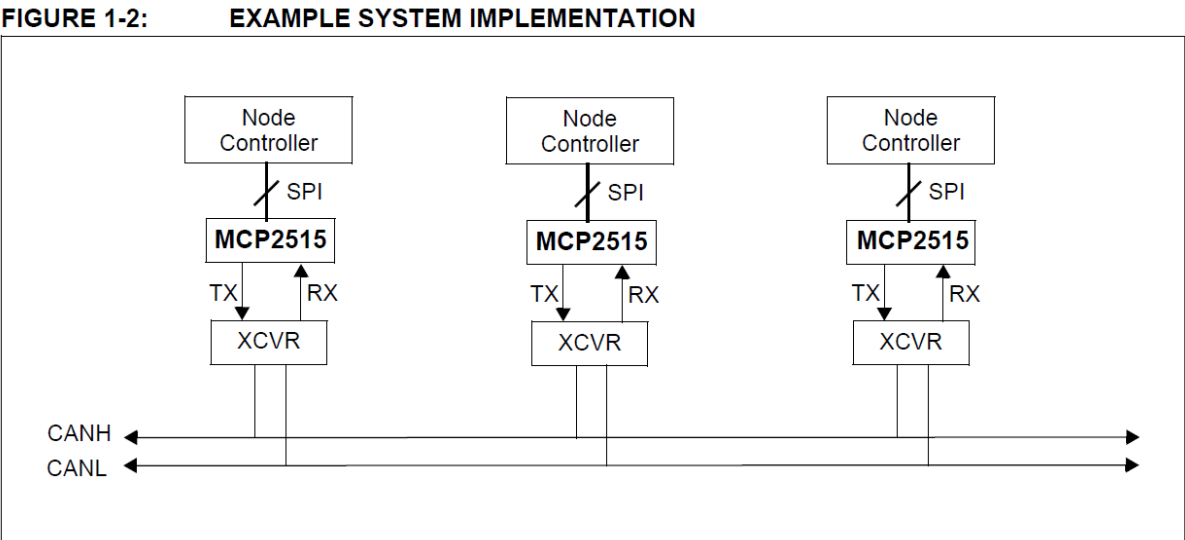 FIGURE 1-2: EXAMPLE SYSTEM IMPLEMENTATION
Node Controller
Node Controller
Node Controller
SPI
SPI
SPI
MCP2515
MCP2515
MCP2515
TX RX
TX RX
TX RX
XCVR
XCVR
XCVR
CANH
CANL